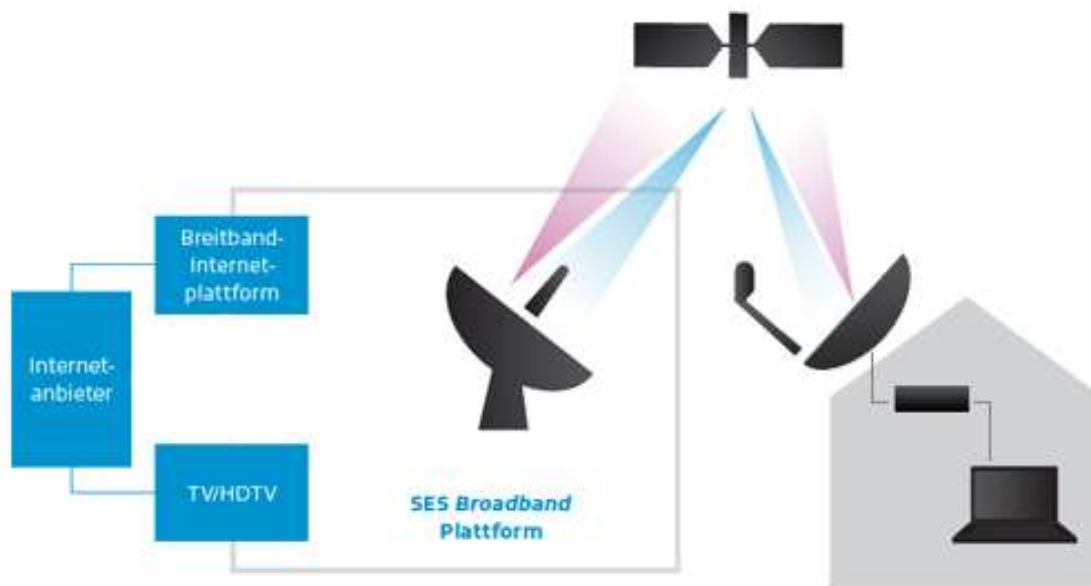 Breitband-
Internet-
plattform
Internet-
anbieter
TV/HDTV
SES Broadband
Plattform